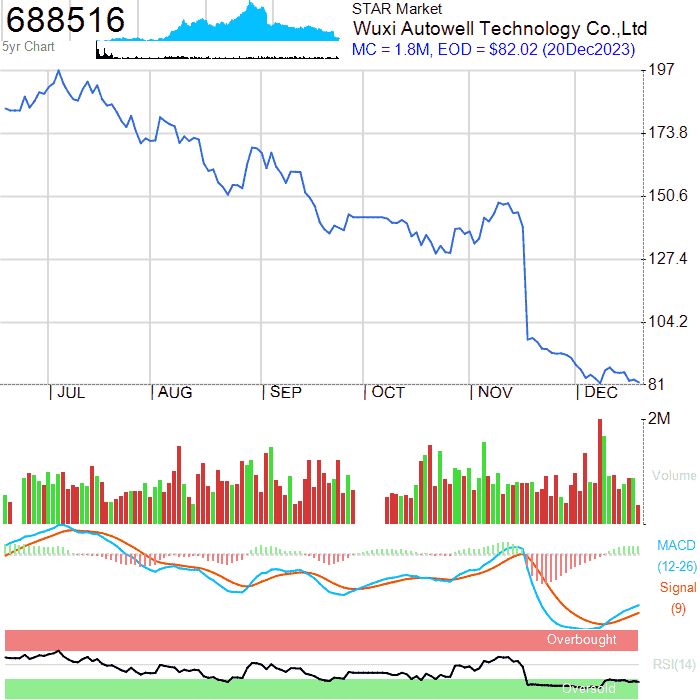 688516
5yr Chart
STAR Market
Wuxi Autowell Technology Co.,Ltd
MC = 1.8M, EOD = $82.02 (20Dec2023)
197
173.8
150.6
127.4
104.2
81
JUL AUG SEP OCT NOV DEC
2M
Volume
MACD
(12-26)
Signal
(9)
Overbought
RSI(14)
Oversold